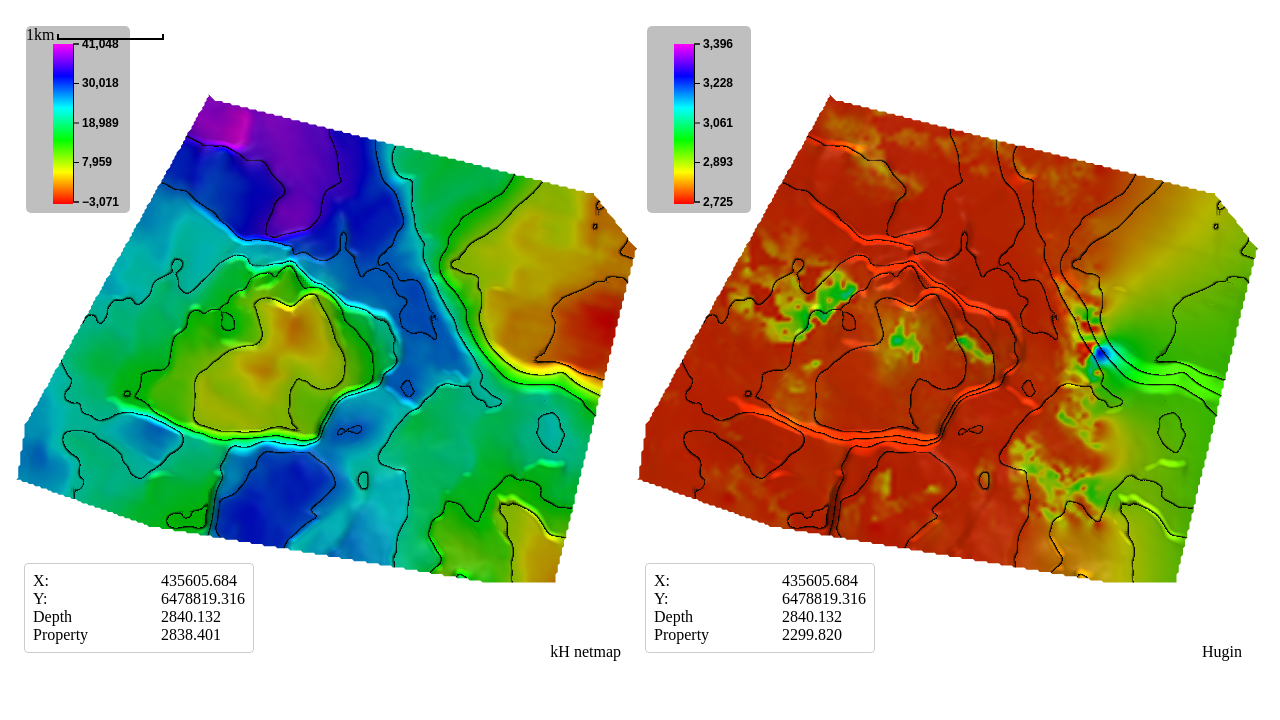 1km
41,048
30,018
18,989
7,959
−3,071
3,396
3,228
3,061
2,893
2,725
X: 435605.684
Y: 6478819.316
Depth 2840.132
Property 2838.401
kH netmap
X: 435605.684
Y: 6478819.316
Depth 2840.132
Property 2299.820
Hugin